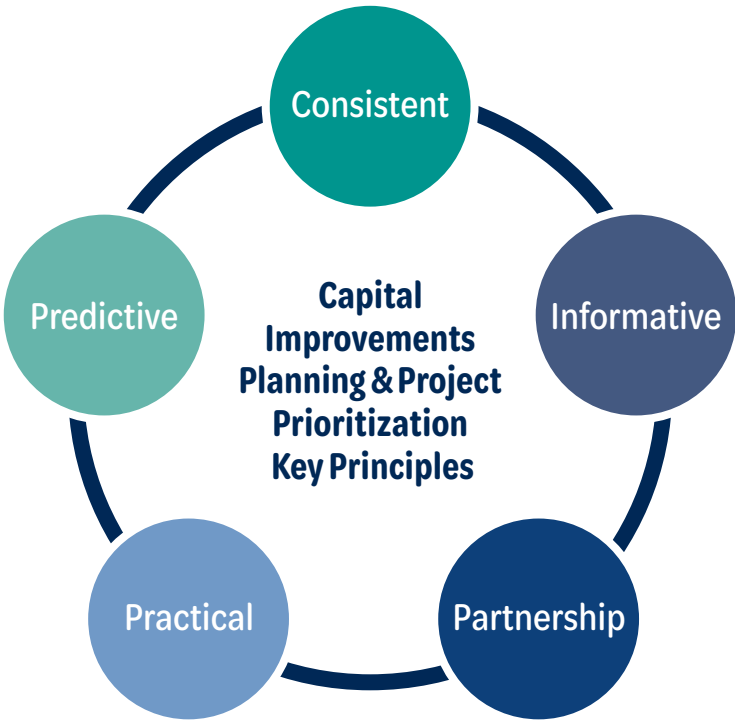 Consistent
Predictive
Informative
Capital
Improvements
Planning & Project
Prioritization
Key Principles
Practical
Partnership